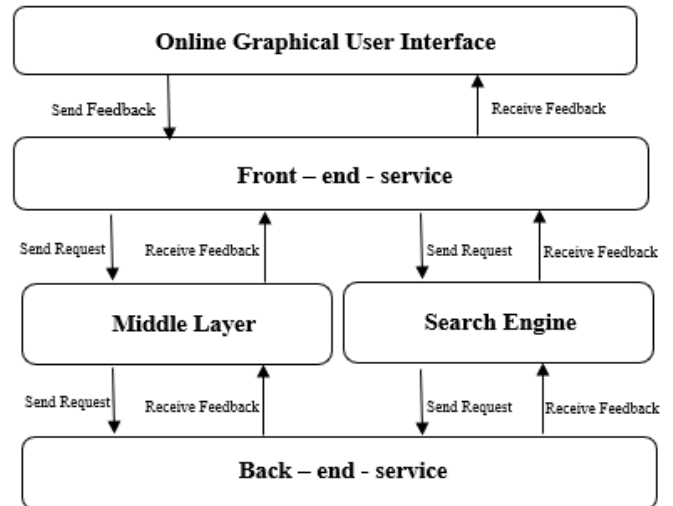 Online Graphical User Interface
Send Feedback
Receive Feedback
Front – end - service
Send Request
Receive Feedback
Send Request
Receive Feedback
Middle Layer
Search Engine
Send Request
Receive Feedback
Send Request
Receive Feedback
Back – end - service